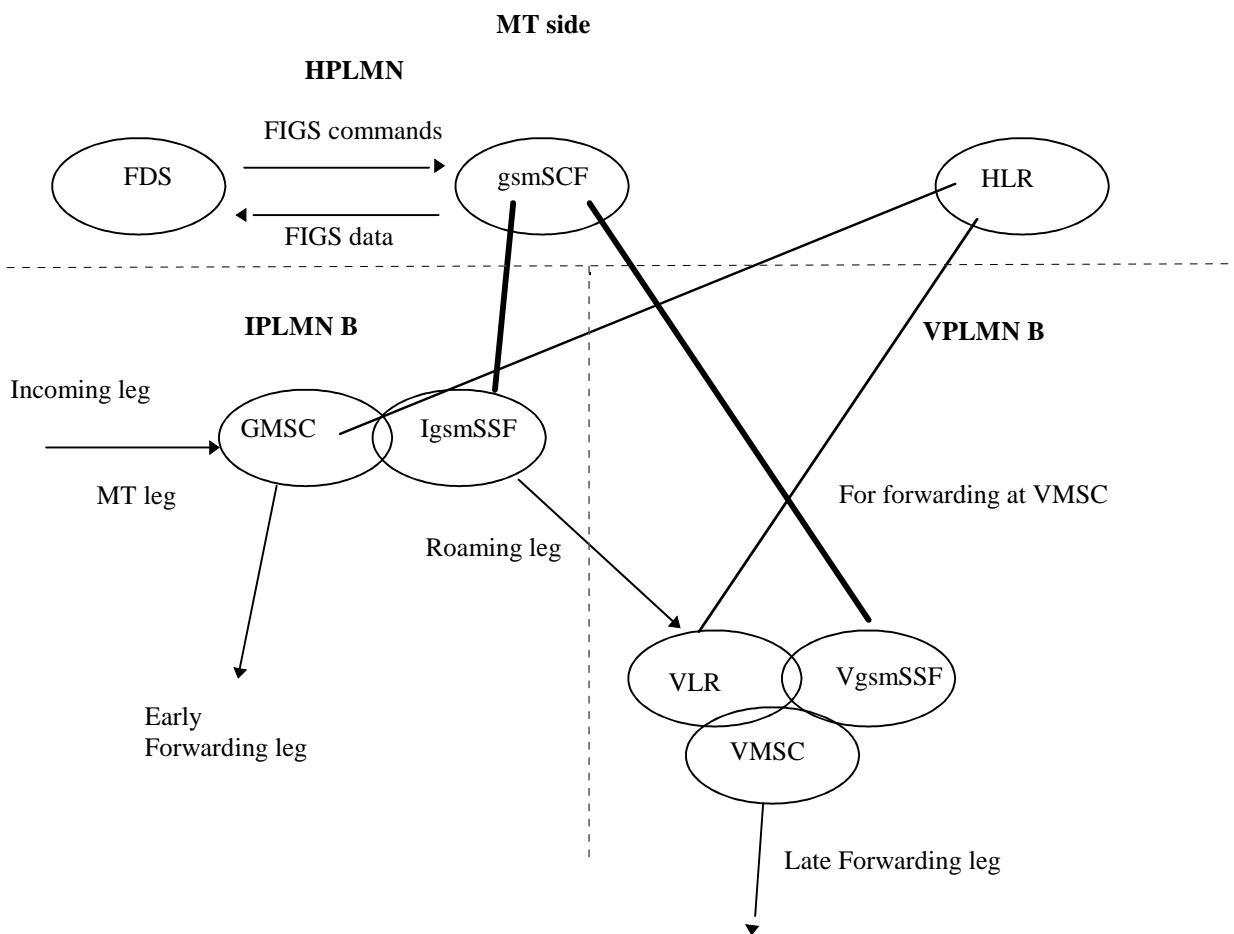 MT side
HPLMN
FIGS commands
FDS
gsmSCF
HLR
FIGS data
IPLMN B
VPLMN B
Incoming leg
GMSC
IgsmSSF
MT leg
For forwarding at VMSC
Roaming leg
VLR
VgsmSSF
Early
Forwarding leg
VMSC
Late Forwarding leg